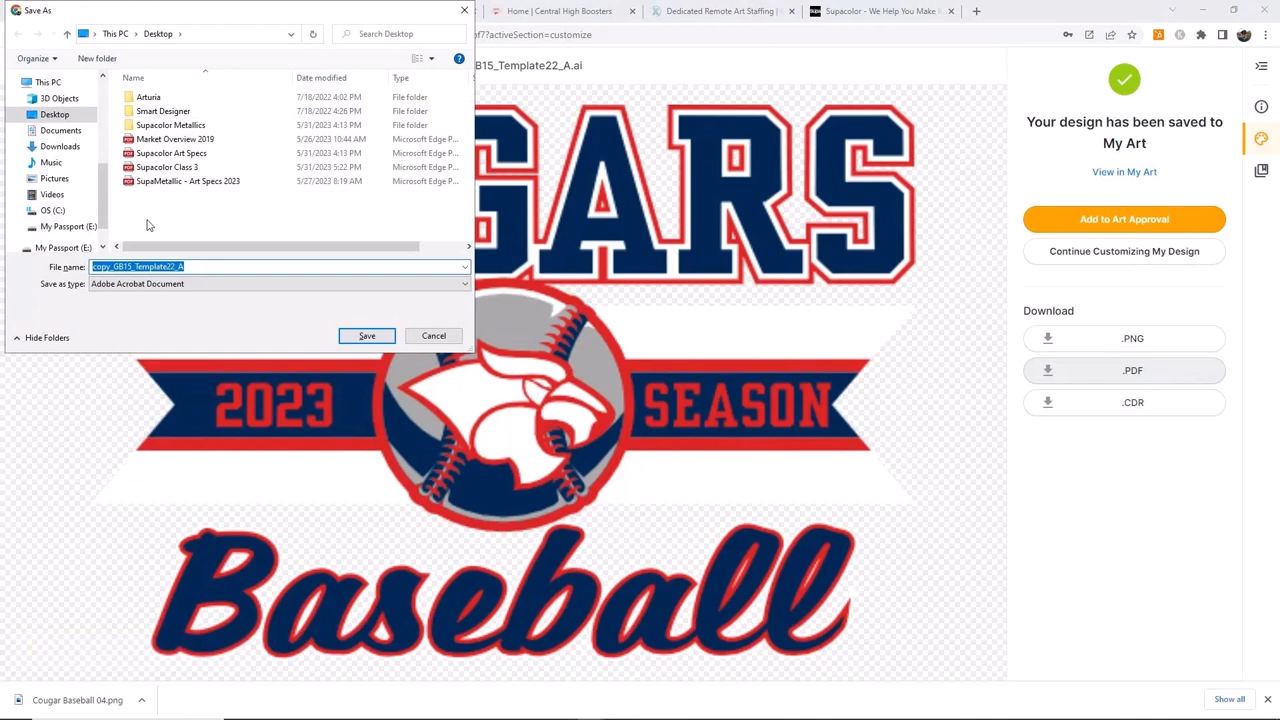 Save As
Home | Central High Boosters
Dedicated Remote Art Staffing |
Supacolor - We Help You Make
This PC
Desktop
Search Desktop
of7?activeSection=customize
Organize
New folder
GB15_Template22_A.ai
This PC
3D Objects
Desktop
Documents
Downloads
Music
Pictures
Videos
OS (C:)
My Passport (E:)
My Passport (E:)
Name Date modified Type
Arturia 7/18/2022 4:02 PM File folder
Smart Designer 7/18/2022 4:26 PM File folder
Supacolor Metallics 5/31/2023 4:13 PM File folder
Market Overview 2019 5/26/2023 10:44 AM Microsoft Edge P...
Supacolor Art Specs 5/31/2023 4:13 PM Microsoft Edge P...
Supacolor Class 3 5/31/2023 5:22 PM Microsoft Edge P...
SupaMetallic - Art Specs 2023 5/27/2023 8:19 AM Microsoft Edge P...
File name: copy_GB15_Template22_A
Save as type: Adobe Acrobat Document
Hide Folders
Save
Cancel
GARS
2023 SEASON
Baseball
Your design has been saved to
My Art
View in My Art
Add to Art Approval
Continue Customizing My Design
Download
.PNG
.PDF
.CDR
Cougar Baseball 04.png
Show all